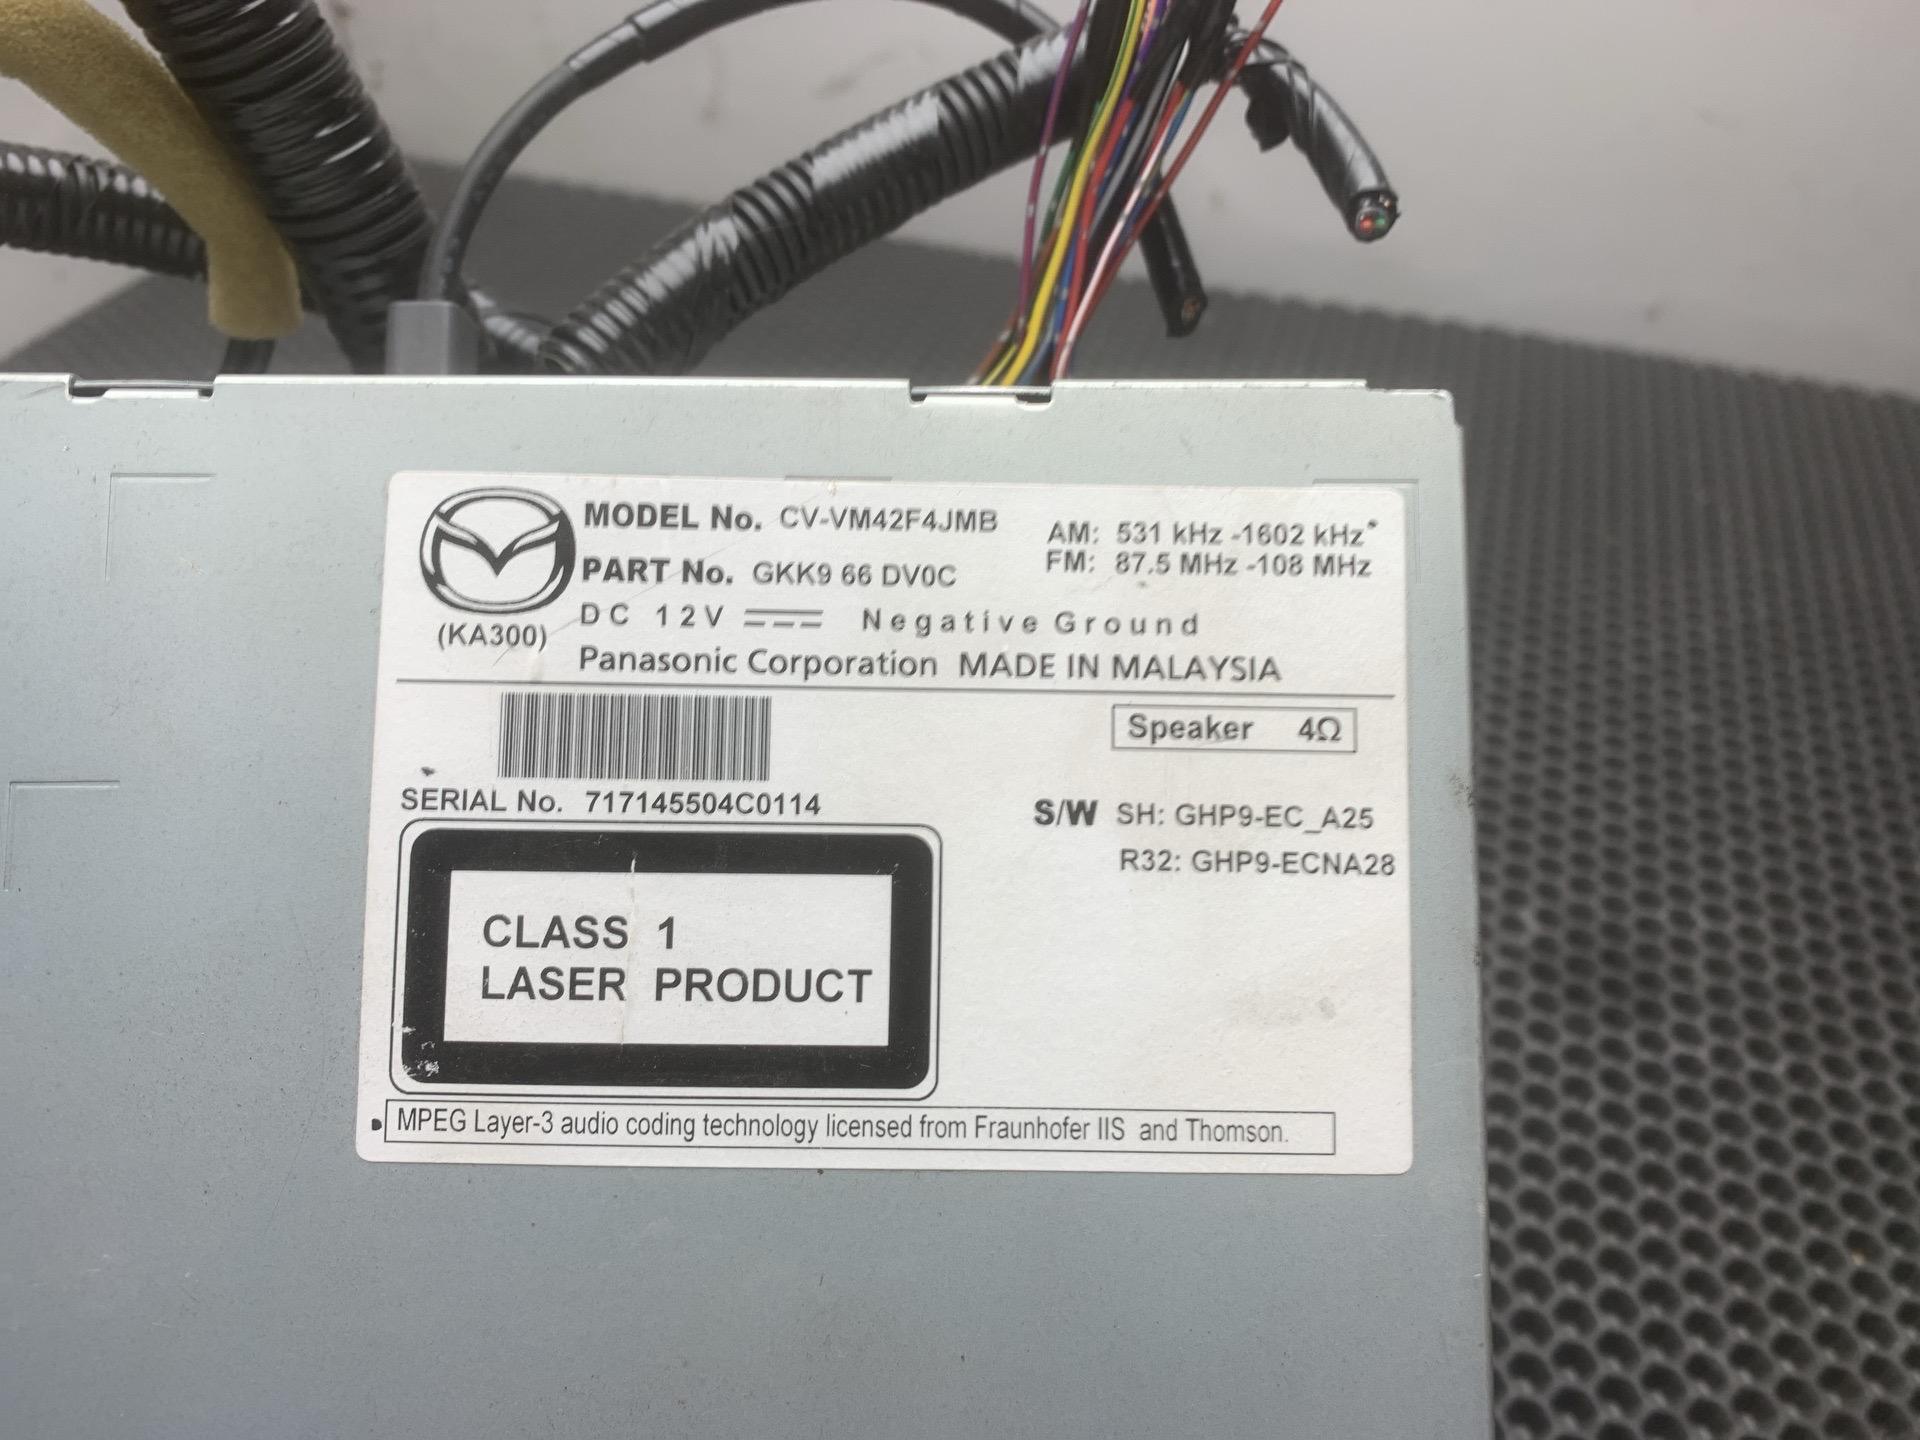 MODEL No. CV-VM42F4JMB
AM: 531 kHz -1602 kHz
PART No. GKK9 66 DV0C
FM: 87.5 MHz -108 MHz
(KA300)
DC 12V Negative Ground
Panasonic Corporation MADE IN MALAYSIA
Speaker 4Ω
SERIAL No. 717145504C0114
S/W SH: GHP9-EC_A25
R32: GHP9-ECNA28
CLASS 1
LASER PRODUCT
MPEG Layer-3 audio coding technology licensed from Fraunhofer IIS and Thomson.